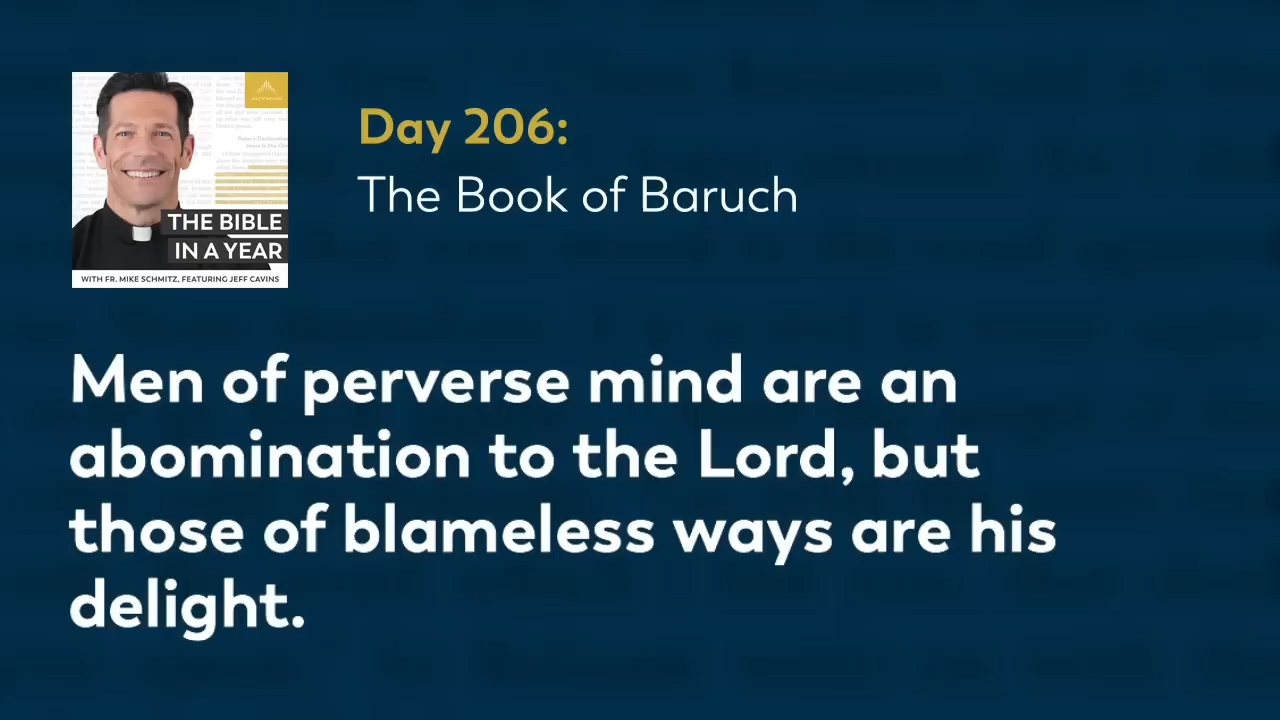 Day 206:
The Book of Baruch
THE BIBLE
IN A YEAR
WITH FR. MIKE SCHMITZ, FEATURING JEFF CAVINS
Men of perverse mind are an
abomination to the Lord, but
those of blameless ways are his
delight.